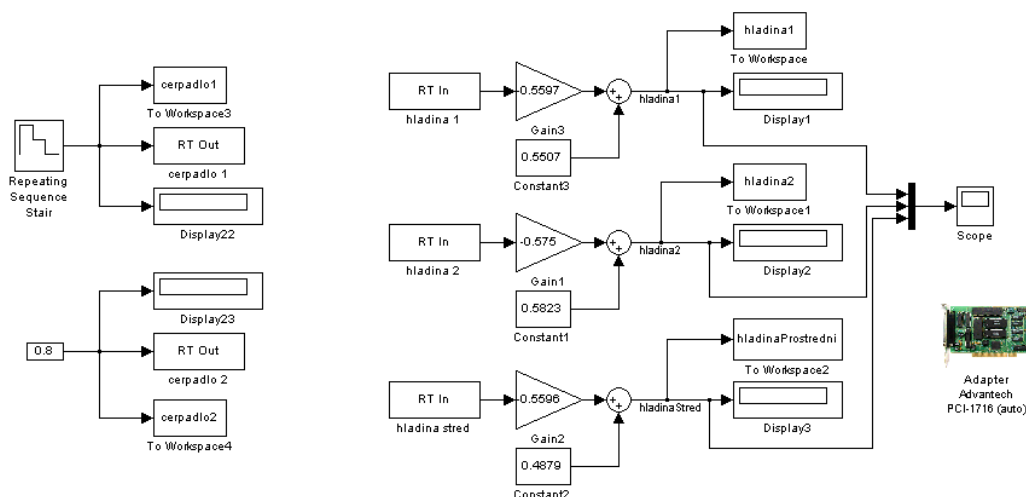 cerpadlo1
To Workspace3
RT Out
cerpadlo 1
Repeating
Sequence
Stair
Display22
Display23
0.8
RT Out
cerpadlo 2
cerpadlo2
To Workspace4
hladina1
To Workspace
RT In
hladina 1
0.5597
Gain3
hladina1
Display1
0.5507
Constant3
hladina2
To Workspace1
RT In
hladina 2
-0.575
Gain1
hladina2
Display2
0.5823
Constant1
hladinaProstredni
To Workspace2
RT In
hladina stred
0.5596
Gain2
hladinaStred
Display3
0.4879
Constant2
Scope
Adapter
Advantech
PCI-1716 (auto)